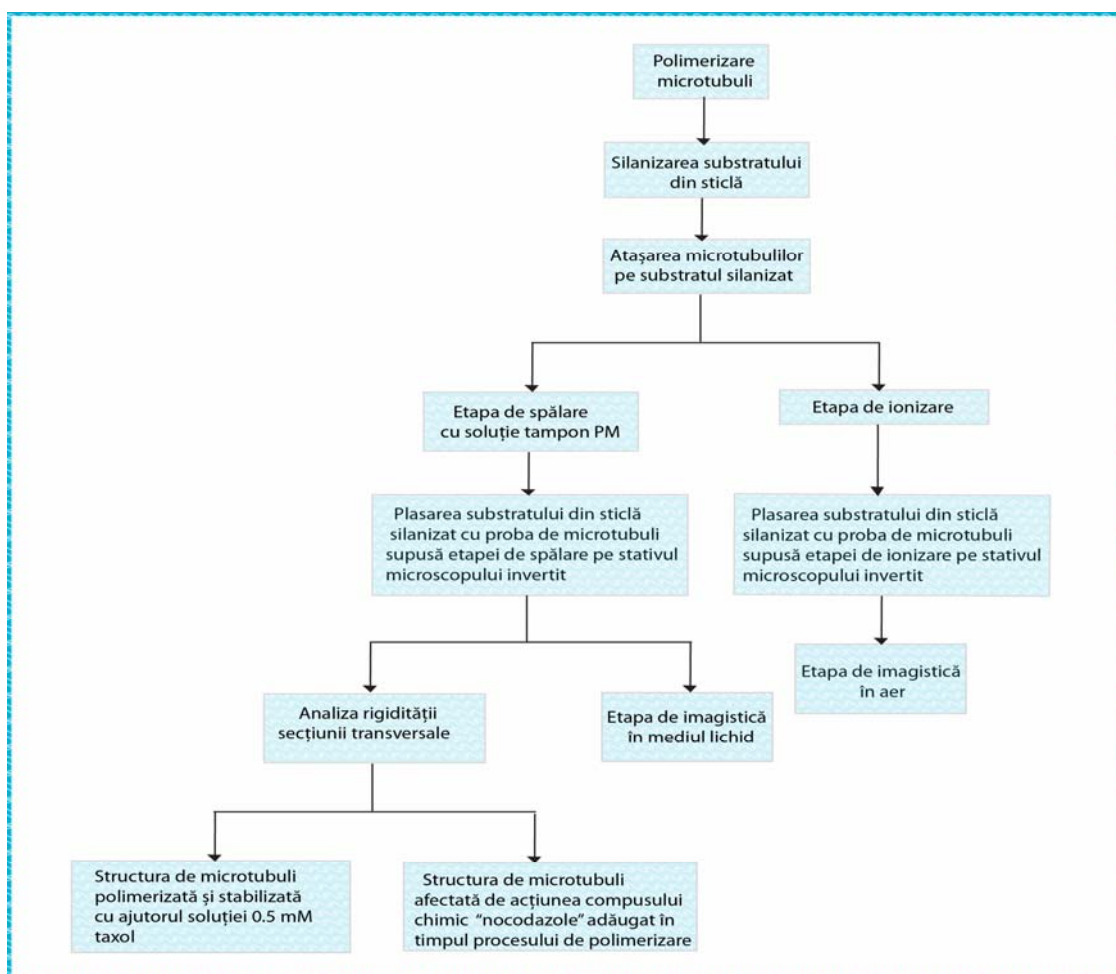 Polimerizare
microtubuli
Silanizarea substratului
din sticlă
Atașarea microtubulilor
pe substratul silanizat
Etapa de spălare
cu soluție tampon PM
Etapa de ionizare
Plasarea substratului din sticlă
silanizat cu proba de microtubuli
supusă etapei de spălare pe stativul
microscopului invertit
Plasarea substratului din sticlă
silanizat cu proba de microtubuli
supusă etapei de ionizare pe stativul
microscopului invertit
Analiza rigidității
secțiunii transversale
Etapa de imagistică
în mediul lichid
Etapa de imagistică
în aer
Structura de microtubuli
polimerizată și stabilizată
cu ajutorul soluției 0.5 mM
taxol
Structura de microtubuli
afectată de acțiunea compusului
chimic “nocodazole” adăugat în
timpul procesului de polimerizare